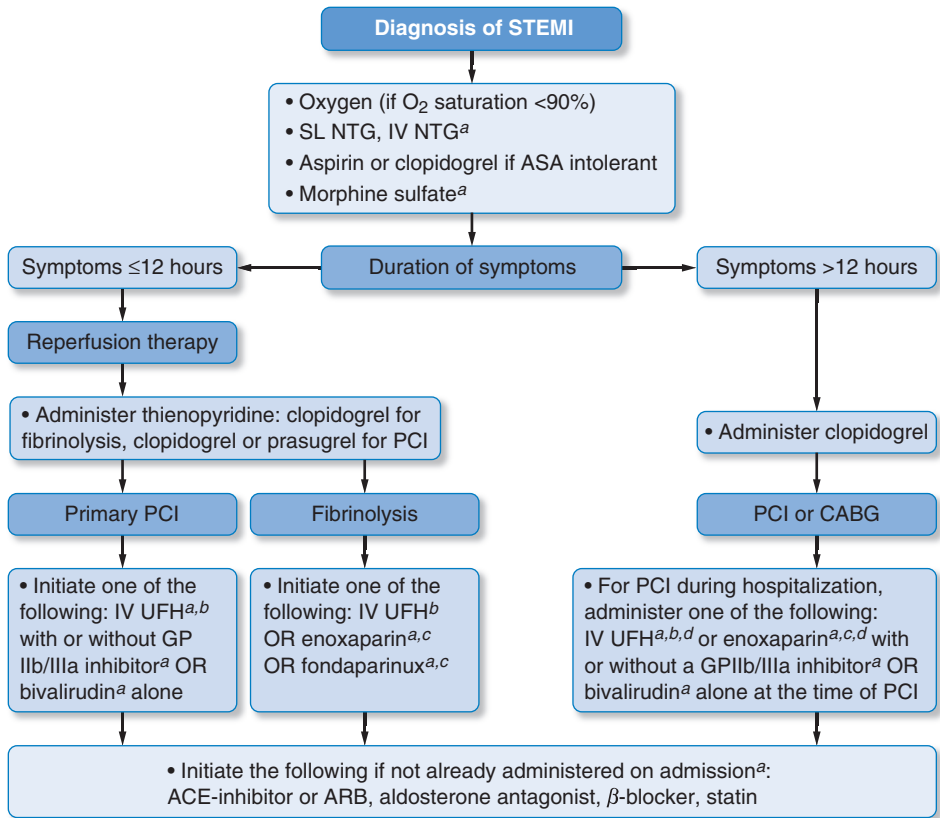 Diagnosis of STEMI
• Oxygen (if O₂ saturation <90%)
• SL NTG, IV NTGᵃ
• Aspirin or clopidogrel if ASA intolerant
• Morphine sulfateᵃ
Symptoms ≤12 hours
Duration of symptoms
Symptoms >12 hours
Reperfusion therapy
• Administer thienopyridine: clopidogrel for
fibrinolysis, clopidogrel or prasugrel for PCI
• Administer clopidogrel
Primary PCI
Fibrinolysis
PCI or CABG
• Initiate one of the
following: IV UFHᵃ,ᵇ
with or without GP
IIb/IIIa inhibitorᵃ OR
bivalirudinᵃ alone
• Initiate one of the
following: IV UFHᵇ
OR enoxaparinᵃ,ᶜ
OR fondaparinuxᵃ,ᶜ
• For PCI during hospitalization,
administer one of the following:
IV UFHᵃ,ᵇ,ᵈ or enoxaparinᵃ,ᶜ,ᵈ with
or without a GPIIb/IIIa inhibitorᵃ OR
bivalirudinᵃ alone at the time of PCI
• Initiate the following if not already administered on admissionᵃ:
ACE-inhibitor or ARB, aldosterone antagonist, β-blocker, statin